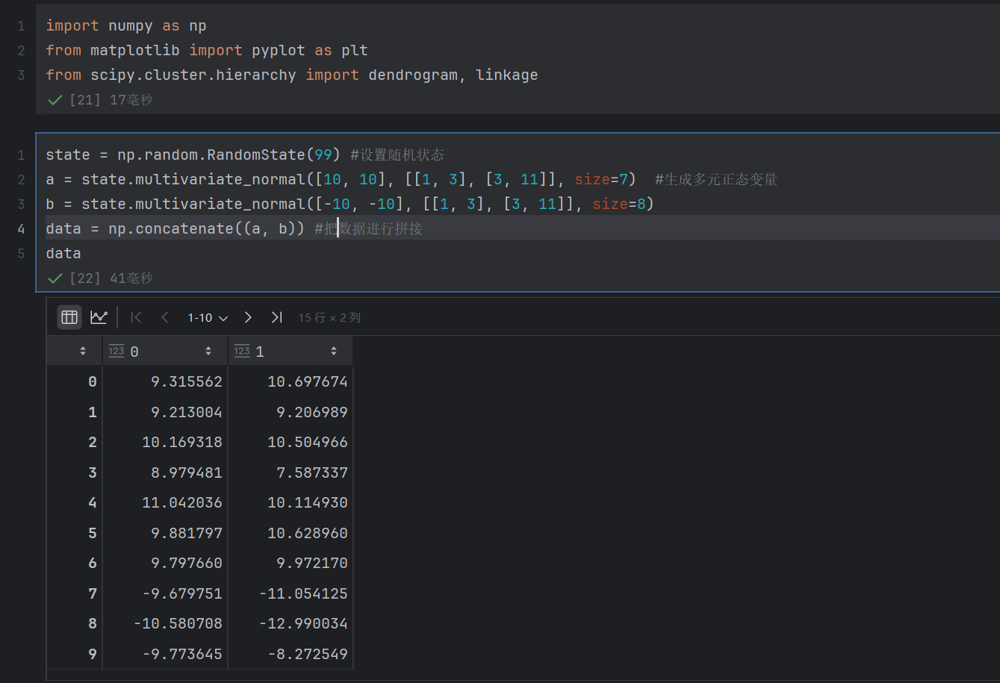 1 import numpy as np
2 from matplotlib import pyplot as plt
3 from scipy.cluster.hierarchy import dendrogram, linkage
[21] 17毫秒
1 state = np.random.RandomState(99) #设置随机状态
2 a = state.multivariate_normal([10, 10], [[1, 3], [3, 11]], size=7)  #生成多元正态变量
3 b = state.multivariate_normal([-10, -10], [[1, 3], [3, 11]], size=8)
4 data = np.concatenate((a, b)) #把数据进行拼接
5 data
[22] 41毫秒
1-10 15 行 × 2 列
123 0 123 1
0 9.315562 10.697674
1 9.213004 9.206989
2 10.169318 10.504966
3 8.979481 7.587337
4 11.042036 10.114930
5 9.881797 10.628960
6 9.797660 9.972170
7 -9.679751 -11.054125
8 -10.580708 -12.990034
9 -9.773645 -8.272549